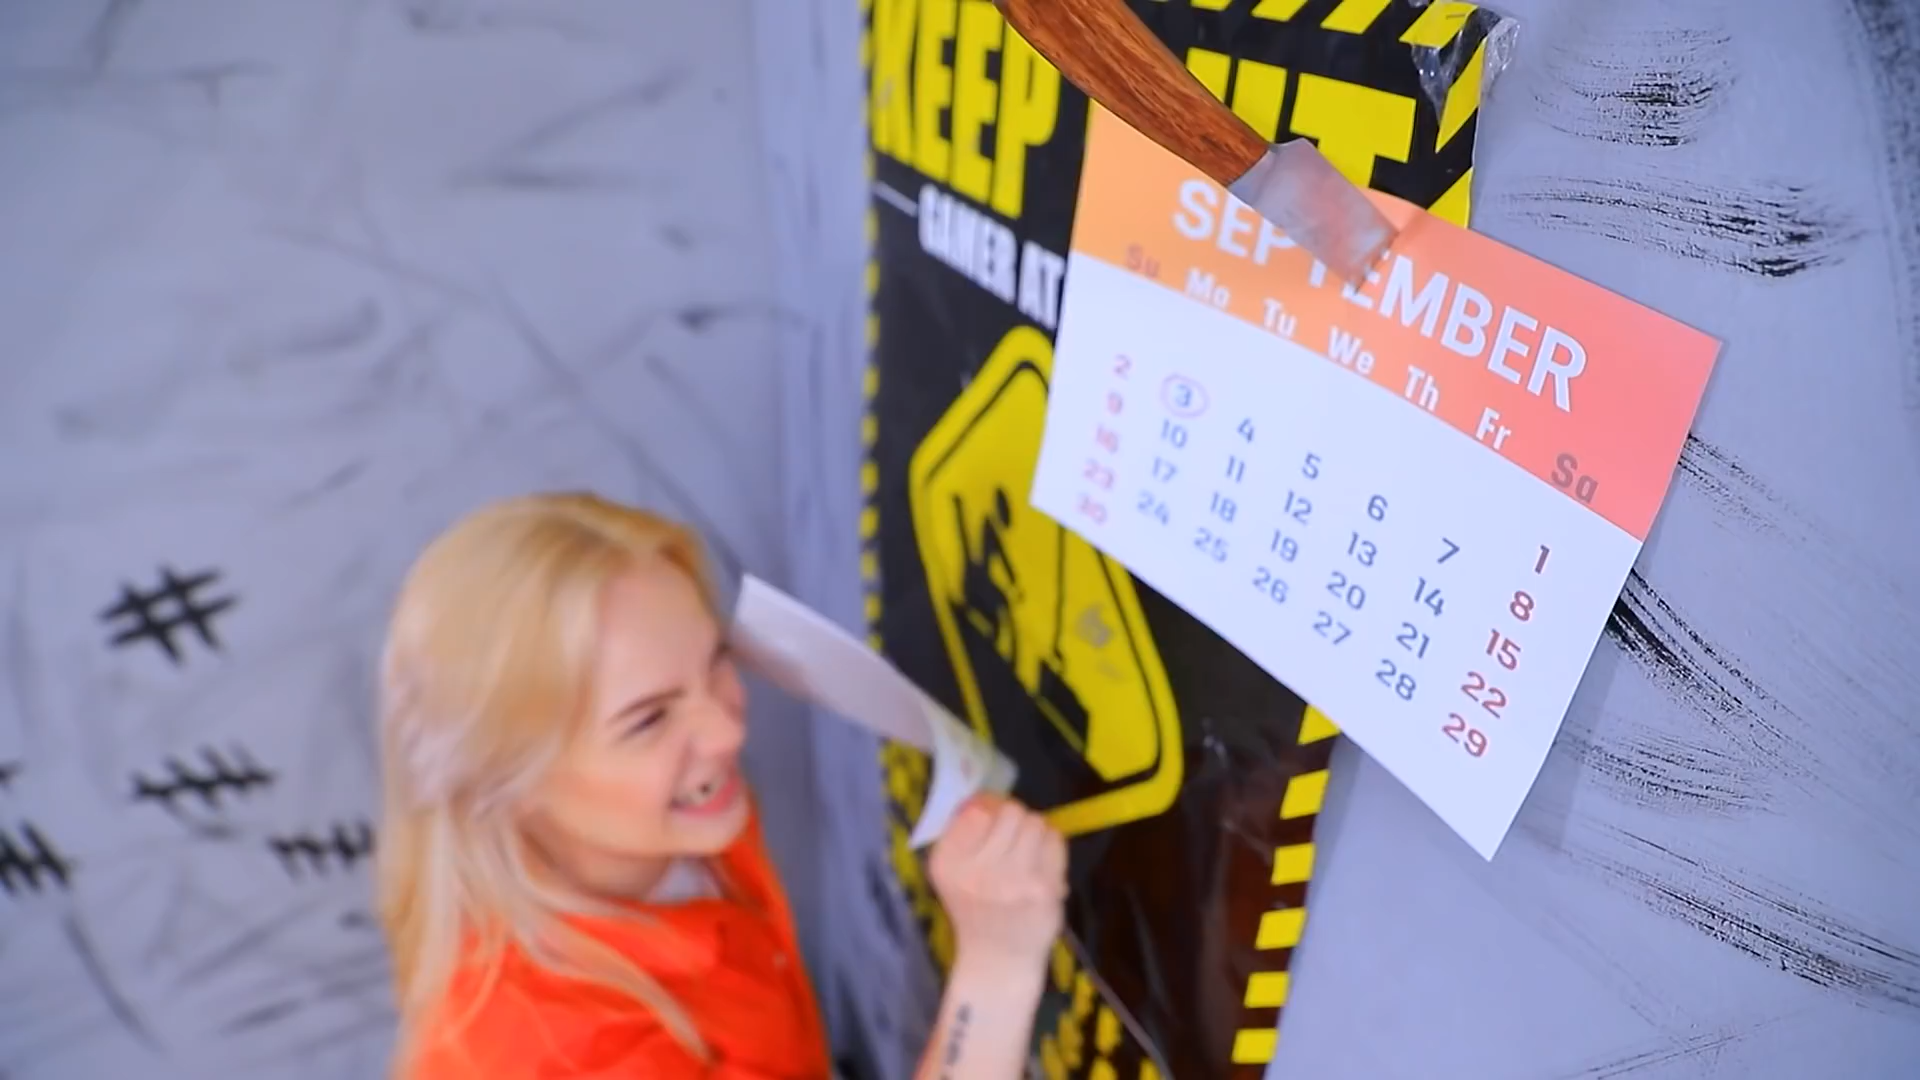 KEEP OUT
GAMER AT
SEPTEMBER
Su Mo Tu We Th Fr Sa
1
2 3 4 5 6 7 8
9 10 11 12 13 14 15
16 17 18 19 20 21 22
23 24 25 26 27 28 29
30